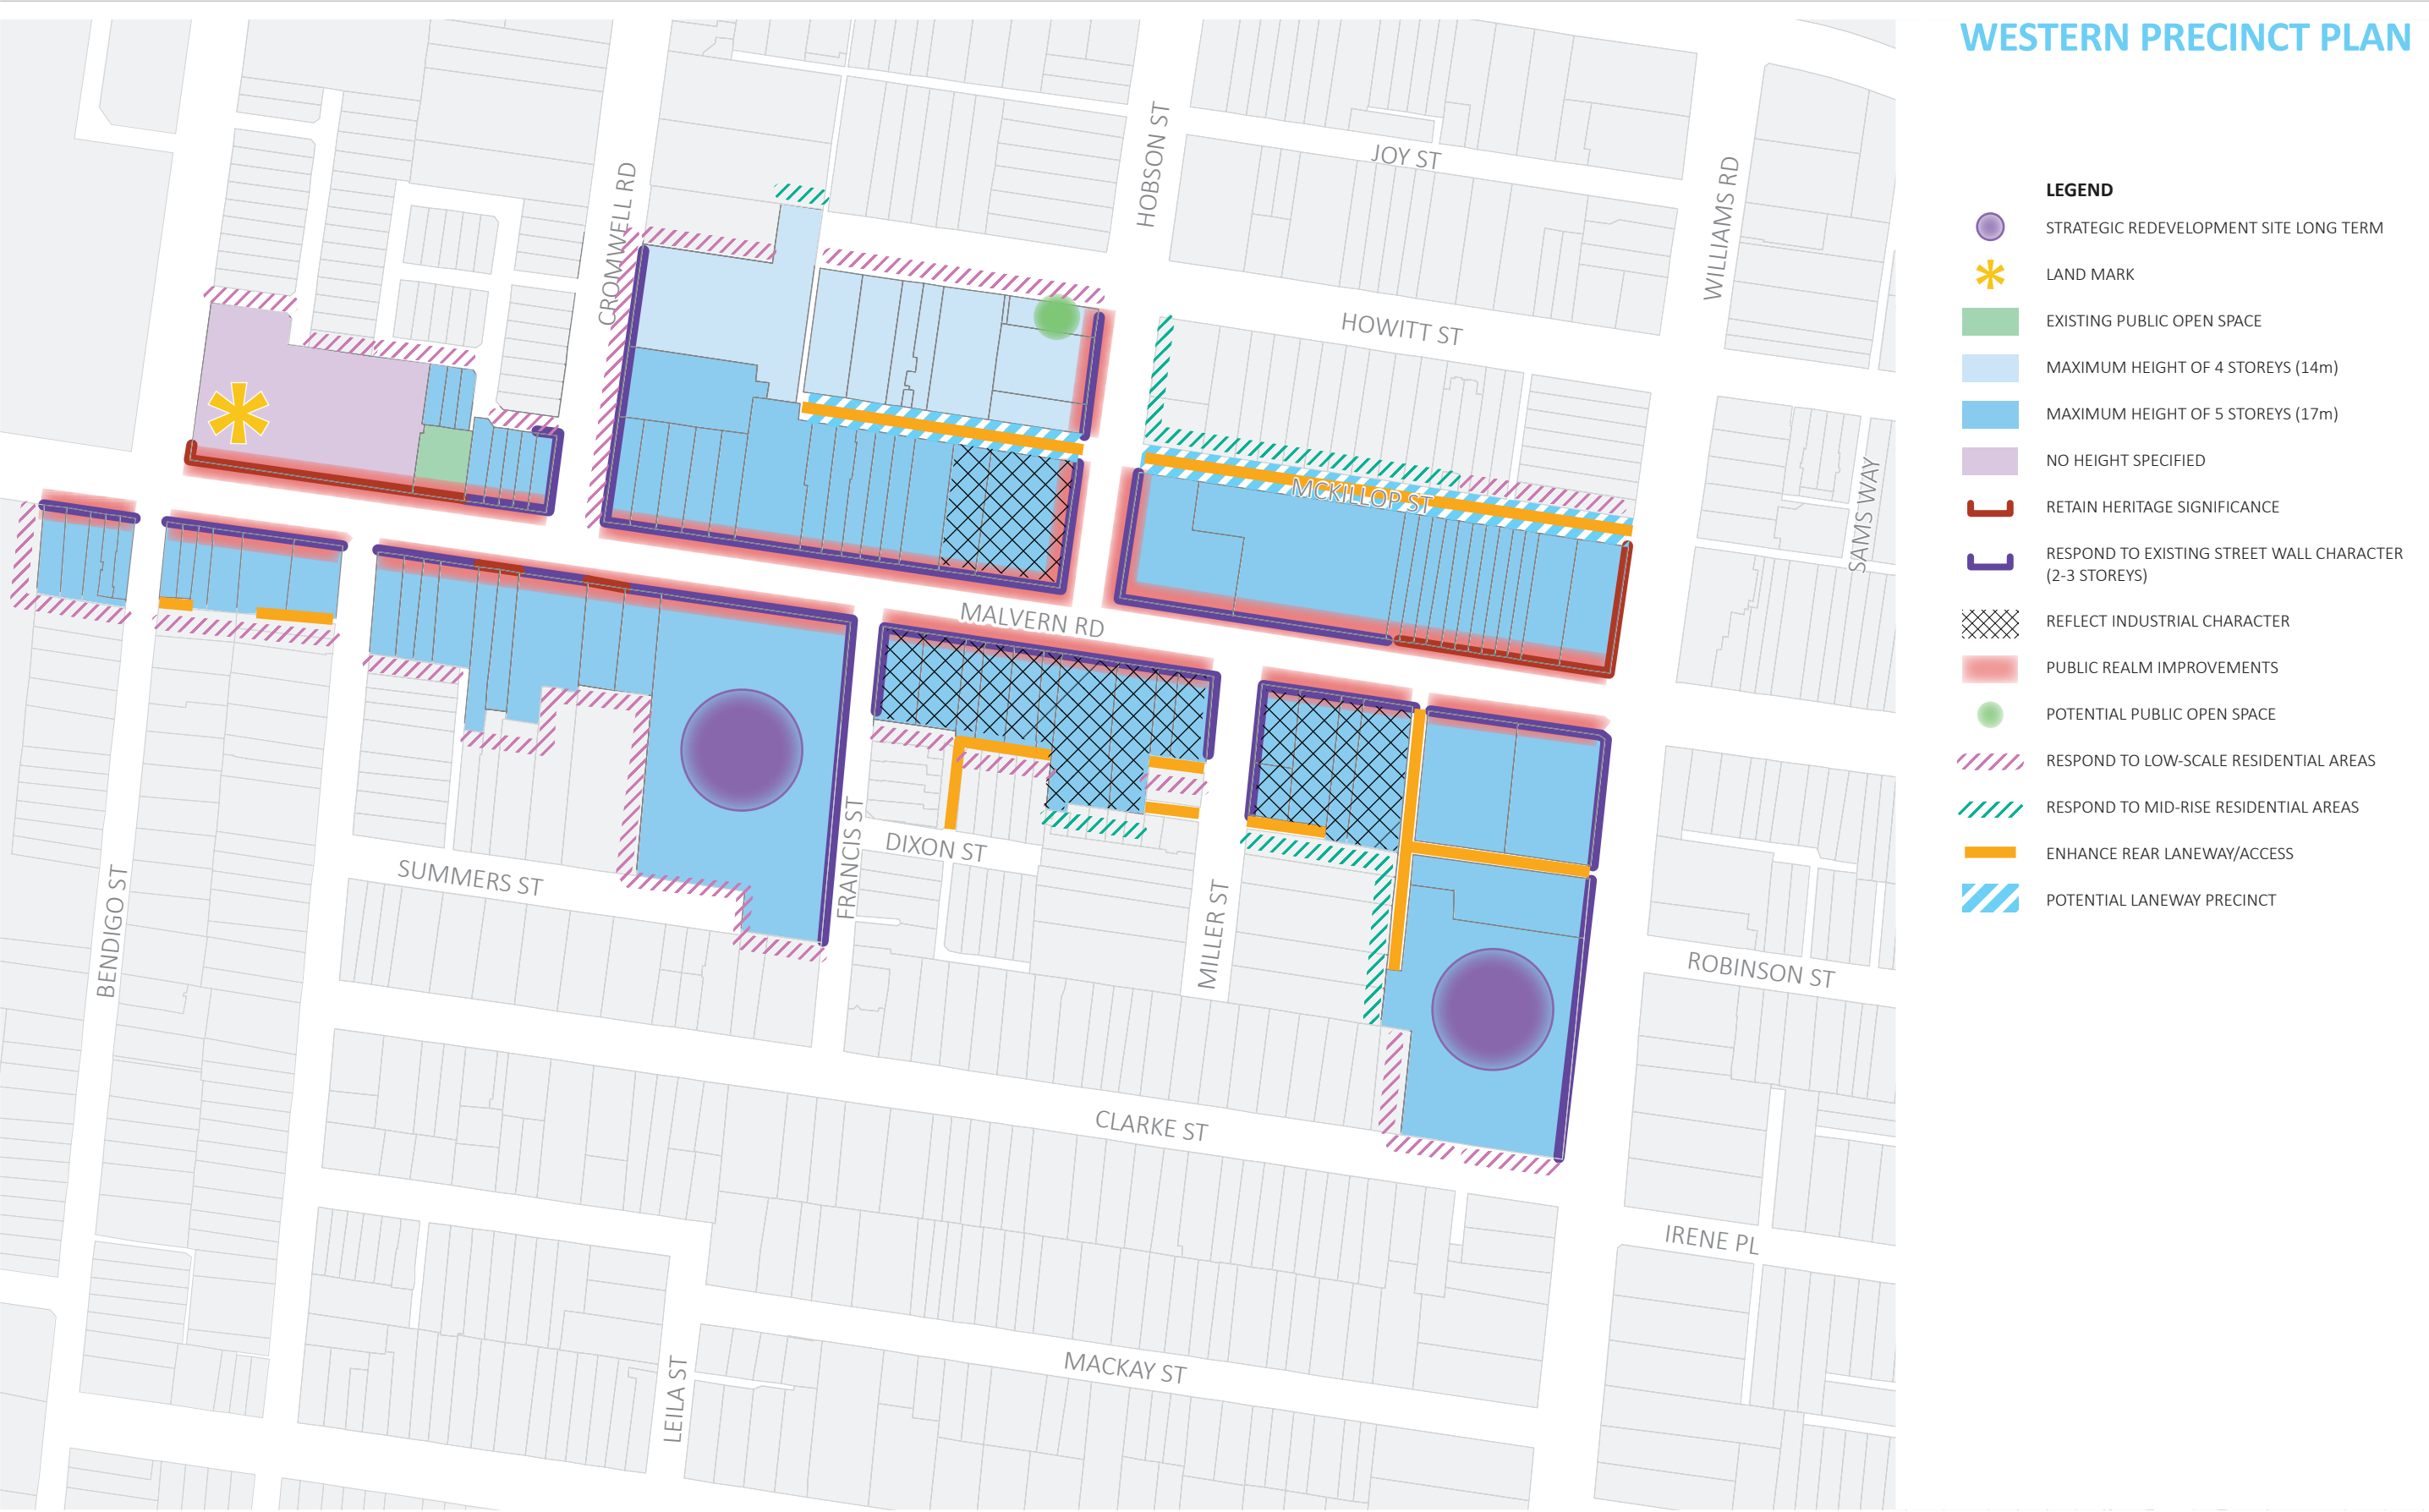 WESTERN PRECINCT PLAN
LEGEND
STRATEGIC REDEVELOPMENT SITE LONG TERM
LAND MARK
EXISTING PUBLIC OPEN SPACE
MAXIMUM HEIGHT OF 4 STOREYS (14m)
MAXIMUM HEIGHT OF 5 STOREYS (17m)
NO HEIGHT SPECIFIED
RETAIN HERITAGE SIGNIFICANCE
RESPOND TO EXISTING STREET WALL CHARACTER
(2-3 STOREYS)
REFLECT INDUSTRIAL CHARACTER
PUBLIC REALM IMPROVEMENTS
POTENTIAL PUBLIC OPEN SPACE
RESPOND TO LOW-SCALE RESIDENTIAL AREAS
RESPOND TO MID-RISE RESIDENTIAL AREAS
ENHANCE REAR LANEWAY/ACCESS
POTENTIAL LANEWAY PRECINCT
JOY ST
HOBSON ST
WILLIAMS RD
CROMWELL RD
HOWITT ST
MCKILLOP ST
SAMS WAY
MALVERN RD
DIXON ST
SUMMERS ST
FRANCIS ST
BENDIGO ST
MILLER ST
ROBINSON ST
CLARKE ST
IRENE PL
MACKAY ST
LEILA ST